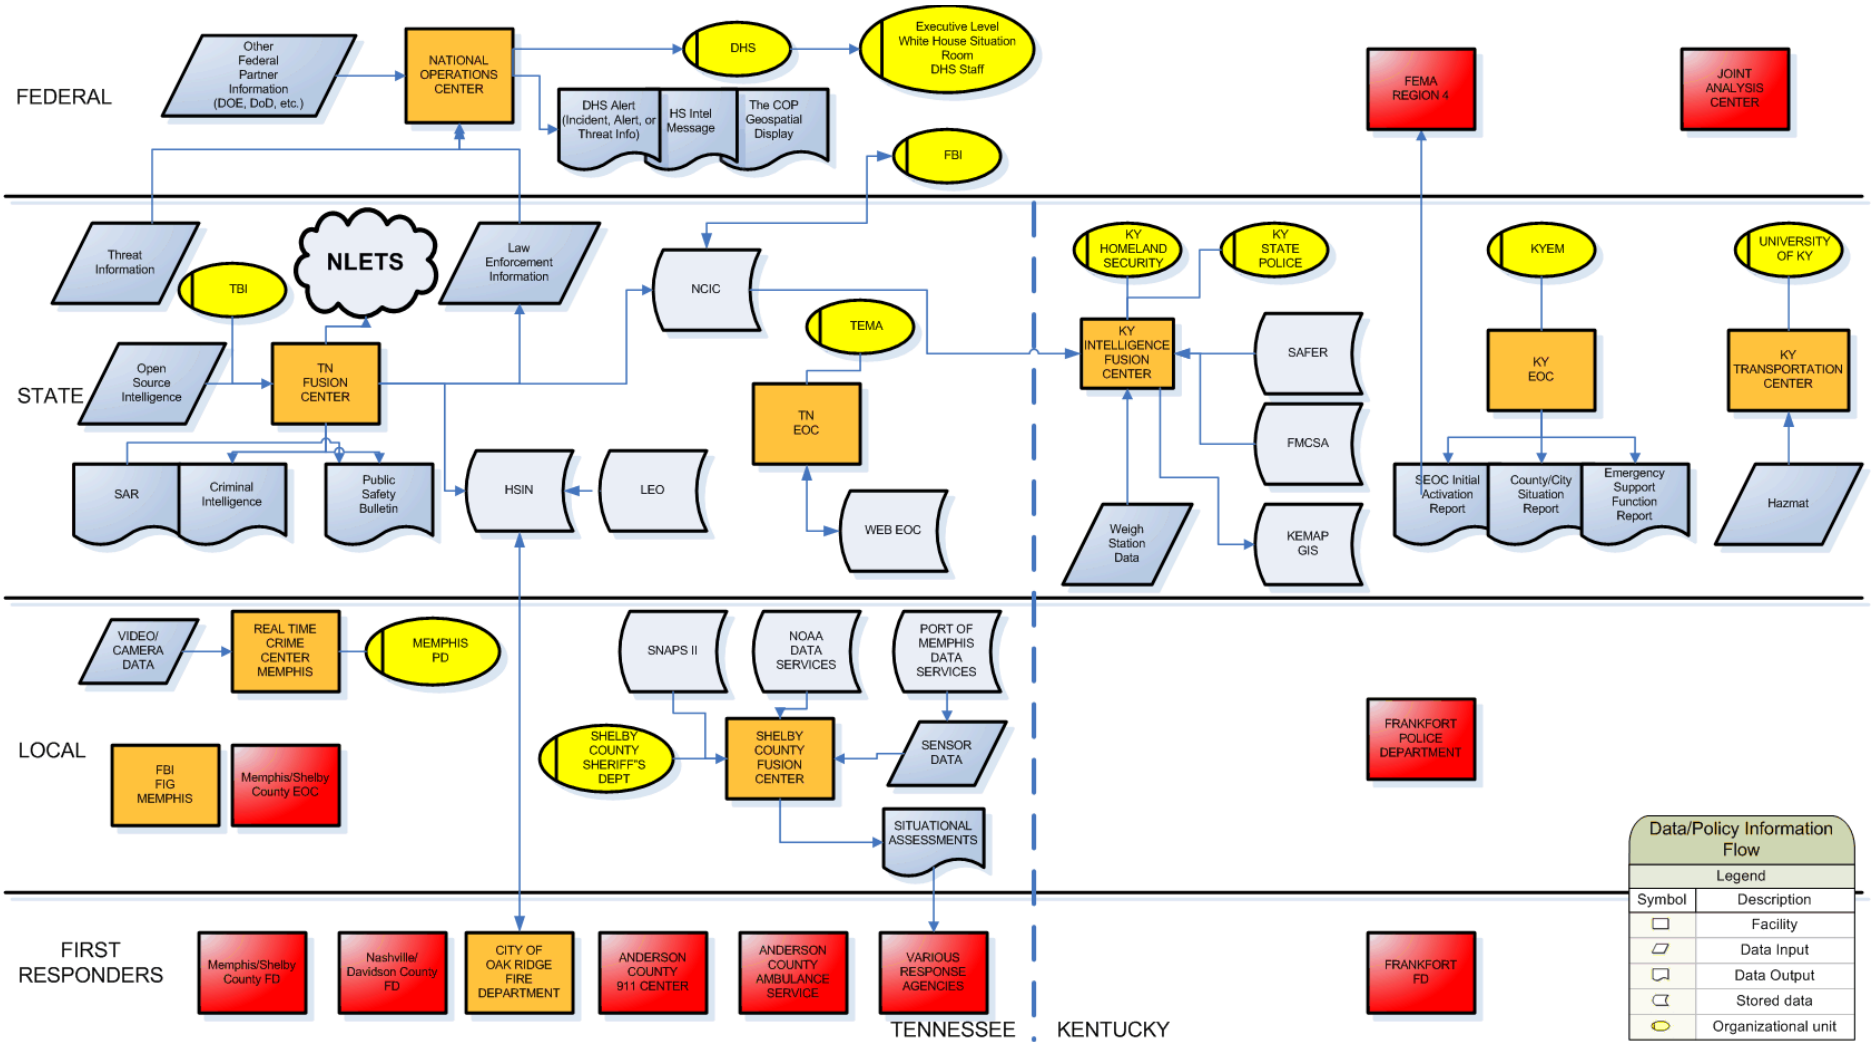 FEDERAL
Other
Federal
Partner
Information
(DOE, DoD, etc.)
NATIONAL
OPERATIONS
CENTER
DHS
Executive Level
White House Situation
Room
DHS Staff
DHS Alert
(Incident, Alert, or
Threat Info)
HS Intel
Message
The COP
Geospatial
Display
FBI
FEMA
REGION 4
JOINT
ANALYSIS
CENTER
STATE
Threat
Information
TBI
NLETS
Law
Enforcement
Information
NCIC
TEMA
Open
Source
Intelligence
TN
FUSION
CENTER
TN
EOC
SAR
Criminal
Intelligence
Public
Safety
Bulletin
HSIN
LEO
WEB EOC
KY
HOMELAND
SECURITY
KY
STATE
POLICE
KYEM
UNIVERSITY
OF KY
KY
INTELLIGENCE
FUSION
CENTER
SAFER
FMCSA
KY
EOC
KY
TRANSPORTATION
CENTER
Weigh
Station
Data
KEMAP
GIS
SEOC Initial
Activation
Report
County/City
Situation
Report
Emergency
Support
Function
Report
Hazmat
LOCAL
VIDEO/
CAMERA
DATA
REAL TIME
CRIME
CENTER
MEMPHIS
MEMPHIS
PD
SNAPS II
NOAA
DATA
SERVICES
PORT OF
MEMPHIS
DATA
SERVICES
FBI
FIG
MEMPHIS
Memphis/Shelby
County EOC
SHELBY
COUNTY
SHERIFF"S
DEPT
SHELBY
COUNTY
FUSION
CENTER
SENSOR
DATA
SITUATIONAL
ASSESSMENTS
FRANKFORT
POLICE
DEPARTMENT
FIRST
RESPONDERS
Memphis/Shelby
County FD
Nashville/
Davidson County
FD
CITY OF
OAK RIDGE
FIRE
DEPARTMENT
ANDERSON
COUNTY
911 CENTER
ANDERSON
COUNTY
AMBULANCE
SERVICE
VARIOUS
RESPONSE
AGENCIES
FRANKFORT
FD
TENNESSEE
KENTUCKY
Data/Policy Information
Flow
Legend
Symbol Description
Facility
Data Input
Data Output
Stored data
Organizational unit